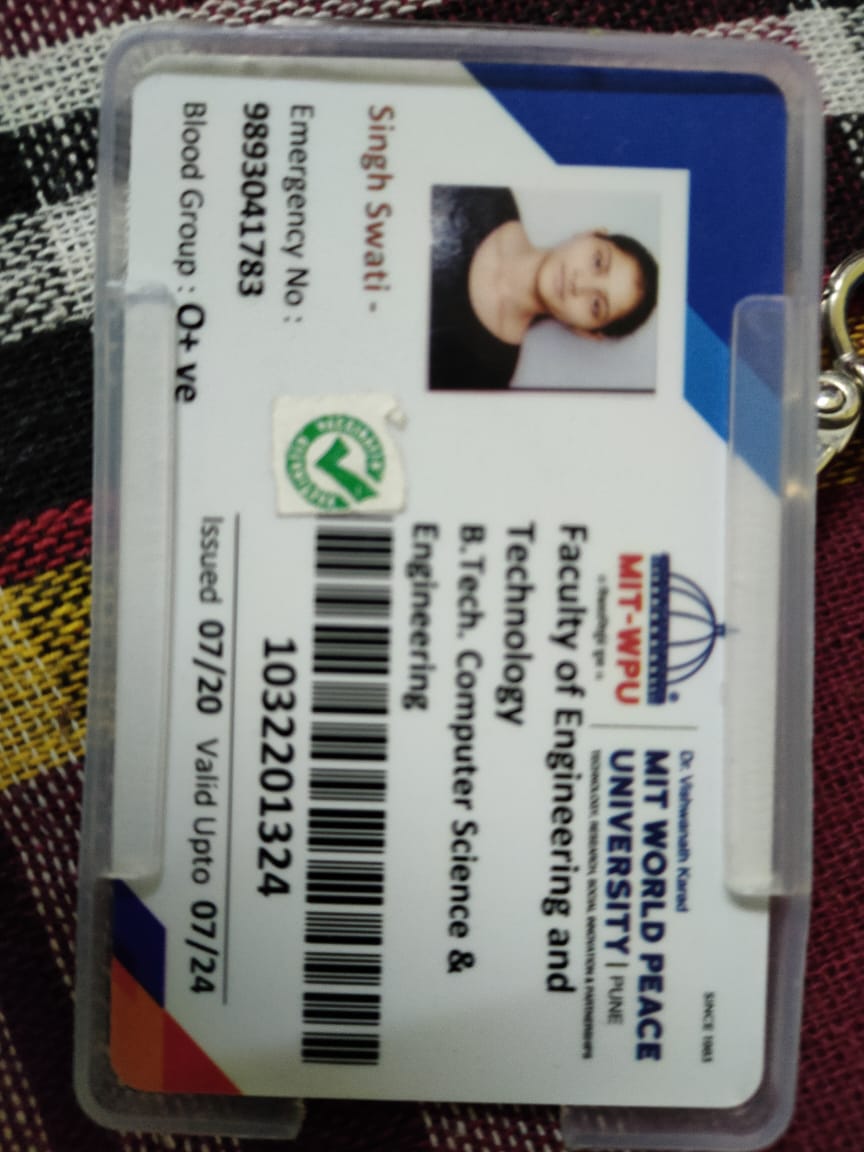 SINCE 1983
Dr. Vishwanath Karad
MIT WORLD PEACE
UNIVERSITY | PUNE
TECHNOLOGY, RESEARCH, SOCIAL INNOVATION & PARTNERSHIPS
MIT-WPU
Faculty of Engineering and
Technology
B.Tech. Computer Science &
Engineering
1032201324
Issued 07/20 Valid Upto 07/24
Singh Swati -
Emergency No :
9893041783
Blood Group : O+ ve